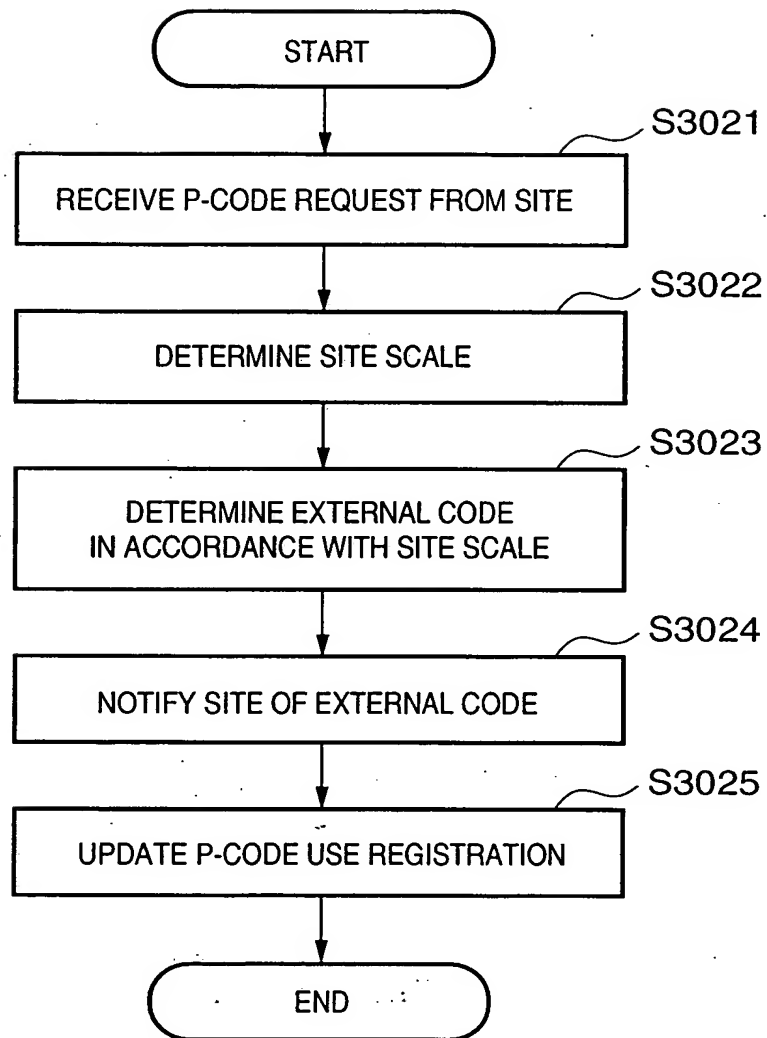 START
S3021
RECEIVE P-CODE REQUEST FROM SITE
S3022
DETERMINE SITE SCALE
S3023
DETERMINE EXTERNAL CODE
IN ACCORDANCE WITH SITE SCALE
S3024
NOTIFY SITE OF EXTERNAL CODE
S3025
UPDATE P-CODE USE REGISTRATION
END